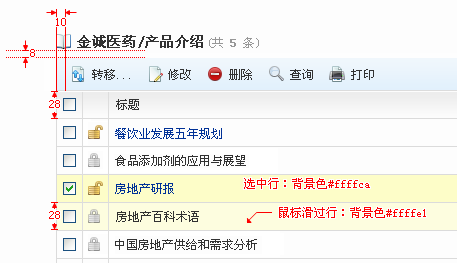 10
金诚医药/产品介绍 (共 5 条)
8
转移... 修改 删除 查询 打印
28 标题
餐饮业发展五年规划
食品添加剂的应用与展望
房地产研报 选中行：背景色#ffffca
28 房地产百科术语 鼠标滑过行：背景色#ffffe1
中国房地产供给和需求分析